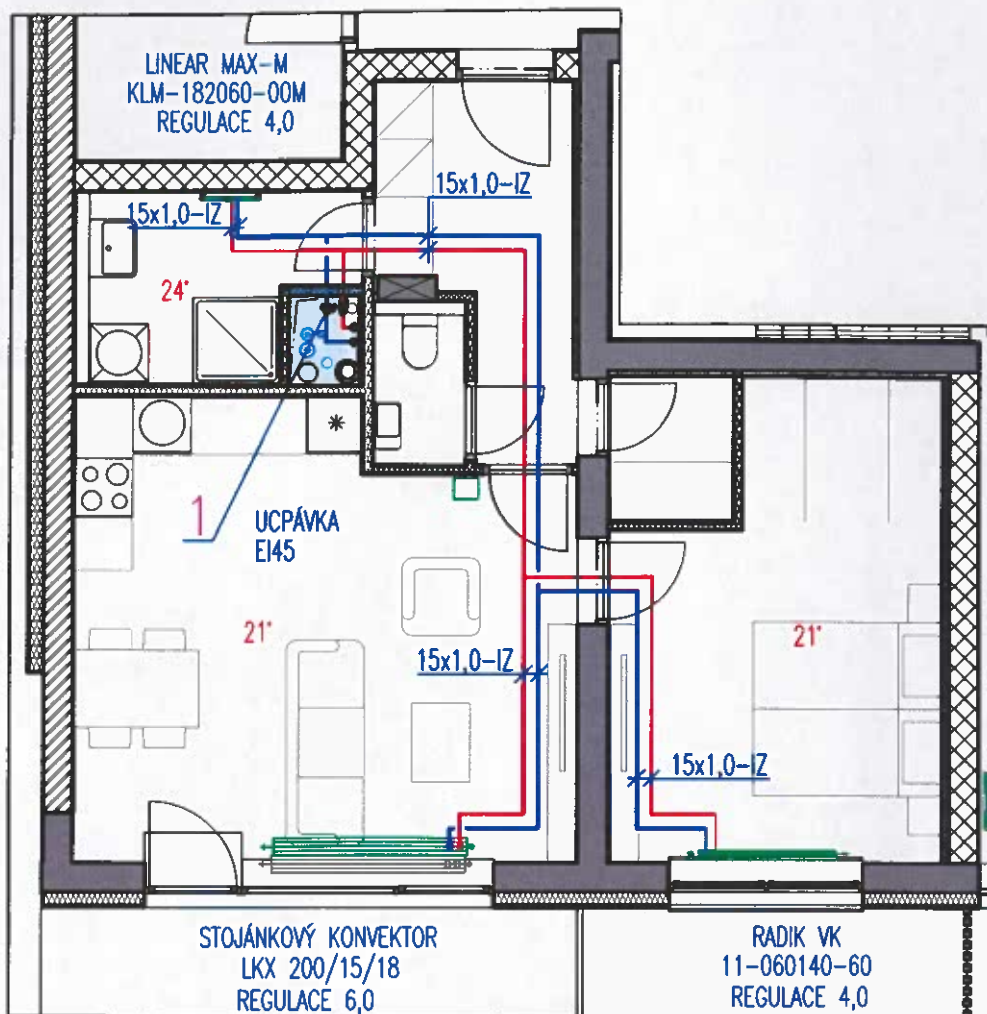 LINEAR MAX-M
KLM-182060-00M
REGULACE 4,0
15x1,0-IZ
15x1,0-IZ
24°
*
1
UCPÁVKA
EI45
21°
21°
15x1,0-IZ
15x1,0-IZ
STOJÁNKOVÝ KONVEKTOR
LKX 200/15/18
REGULACE 6,0
RADIK VK
11-060140-60
REGULACE 4,0